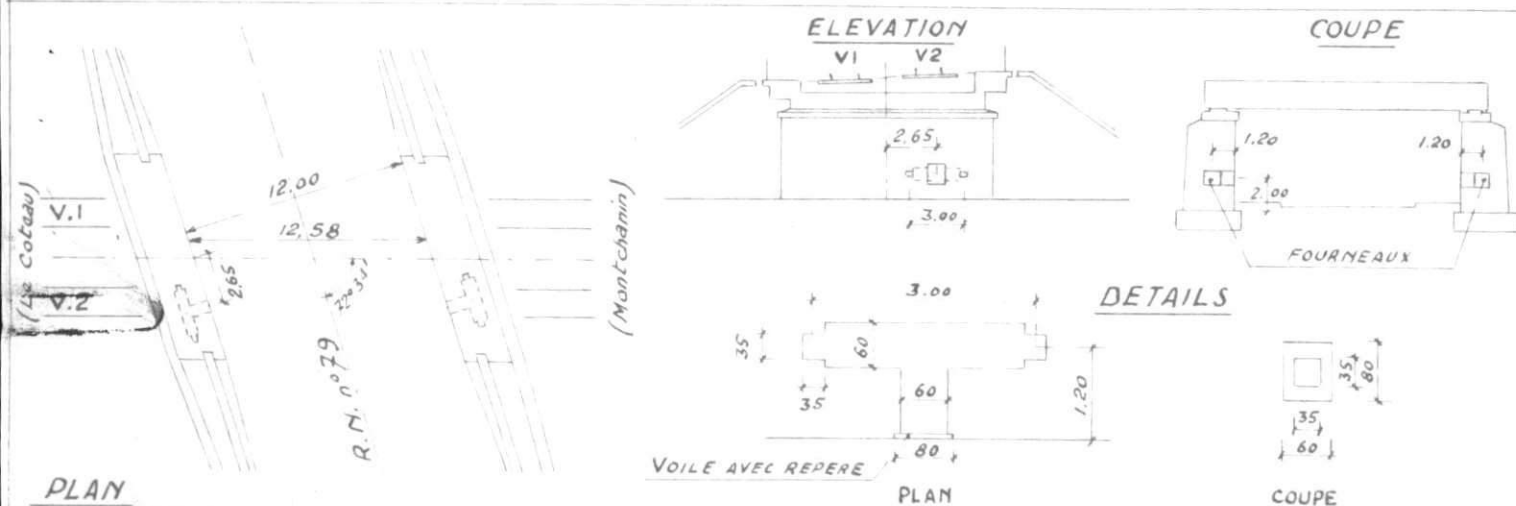 ELEVATION
V1 V2
2.65
3.00
COUPE
1.20 1.20
2.00
FOURNEAUX
(Le Coteau)
V.1
V.2
12.00
12.58
2.65
R.N. n°79
(Montchanin)
PLAN
DETAILS
3.00
35
60
35
60
1.20
80
VOILE AVEC REPERE
PLAN
35
80
35
60
COUPE